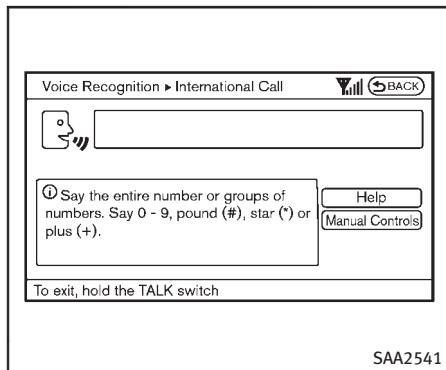 Voice Recognition ▸ International Call
BACK
ⓘ Say the entire number or groups of
numbers. Say 0 - 9, pound (#), star (*) or
plus (+).
Help
Manual Controls
To exit, hold the TALK switch
SAA2541